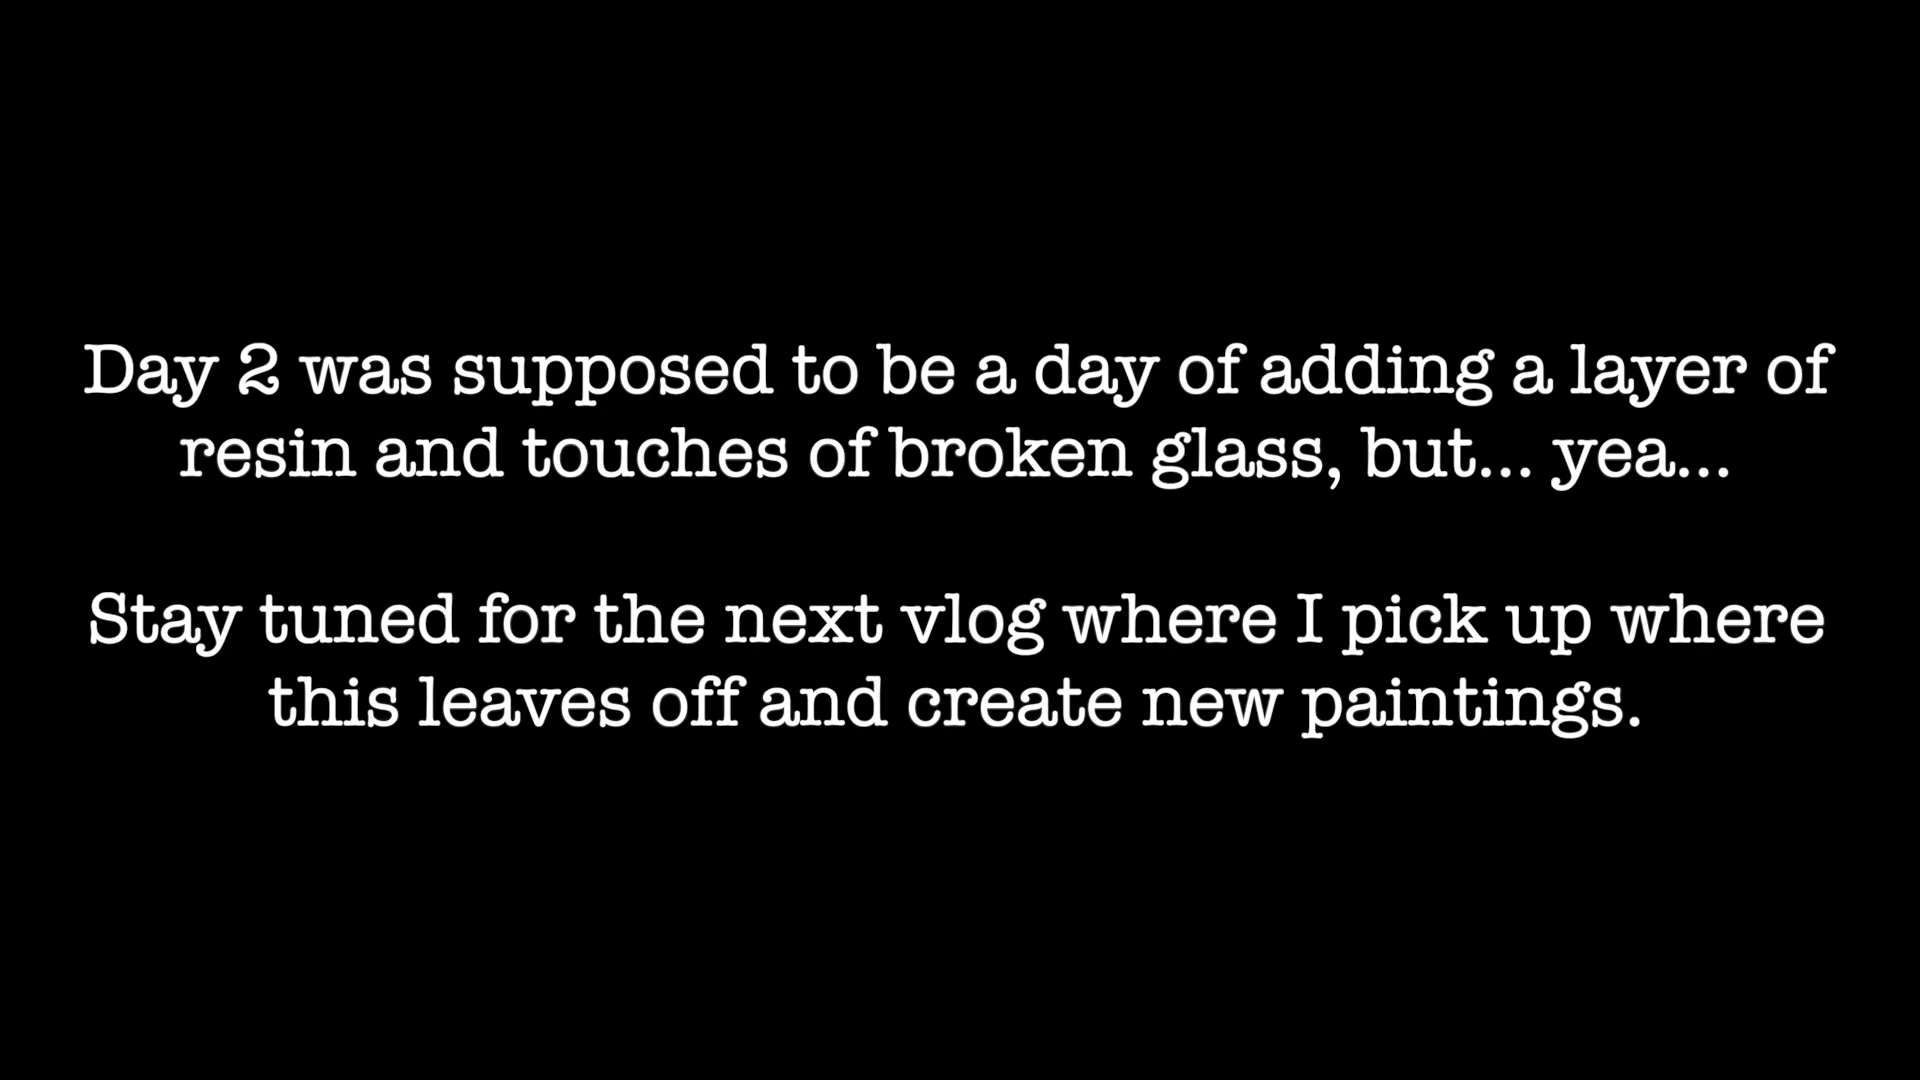 Day 2 was supposed to be a day of adding a layer of
resin and touches of broken glass, but... yea...
Stay tuned for the next vlog where I pick up where
this leaves off and create new paintings.